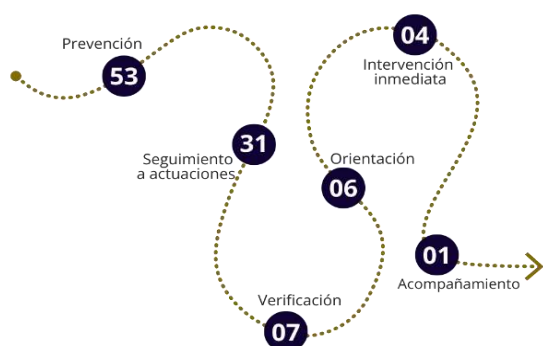 Prevención
53
31
Seguimiento
a actuaciones
Verificación
07
Orientación
06
04
Intervención
inmediata
01
Acompañamiento